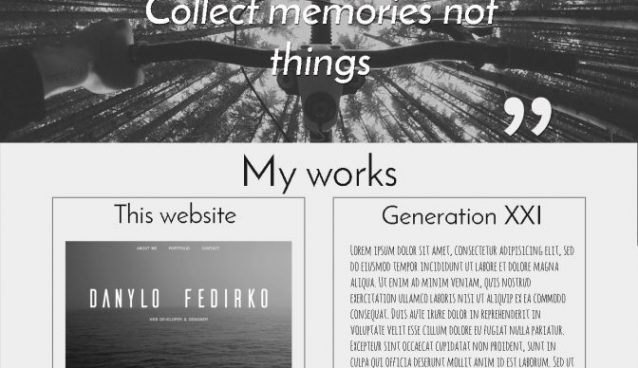 Collect memories not
things
”
My works
This website
ABOUT ME PORTFOLIO CONTACT
DANYLO FEDIRKO
WEB DEVELOPER & DESIGNER
Generation XXI
Lorem ipsum dolor sit amet, consectetur adipisicing elit, sed
do eiusmod tempor incididunt ut labore et dolore magna
aliqua. Ut enim ad minim veniam, quis nostrud
exercitation ullamco laboris nisi ut aliquip ex ea commodo
consequat. Duis aute irure dolor in reprehenderit in
voluptate velit esse cillum dolore eu fugiat nulla pariatur.
Excepteur sint occaecat cupidatat non proident, sunt in
culpa qui officia deserunt mollit anim id est laborum. Sed ut